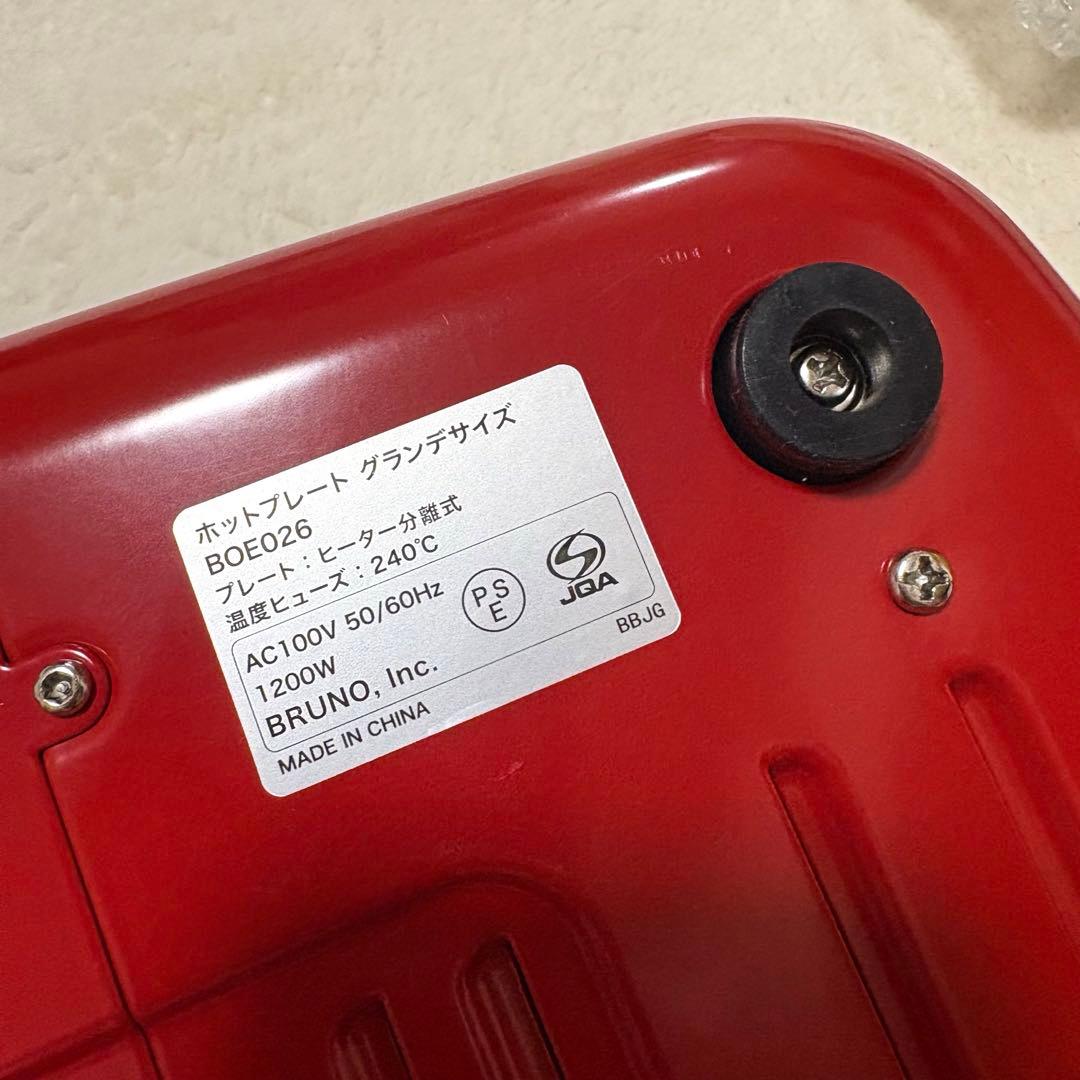 ホットプレート グランデサイズ
BOE026
プレート：ヒーター分離式
温度ヒューズ：240℃
AC100V 50/60Hz
1200W
BRUNO, Inc.
PSE
JQA
MADE IN CHINA
BBJG